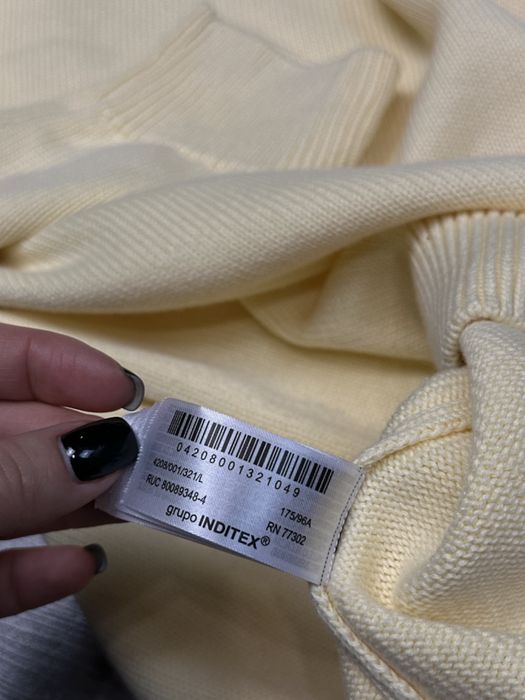 04208001321049
4208/001/321/L 175/96A
RUC 80089348-4 RN 77302
grupo INDITEX®